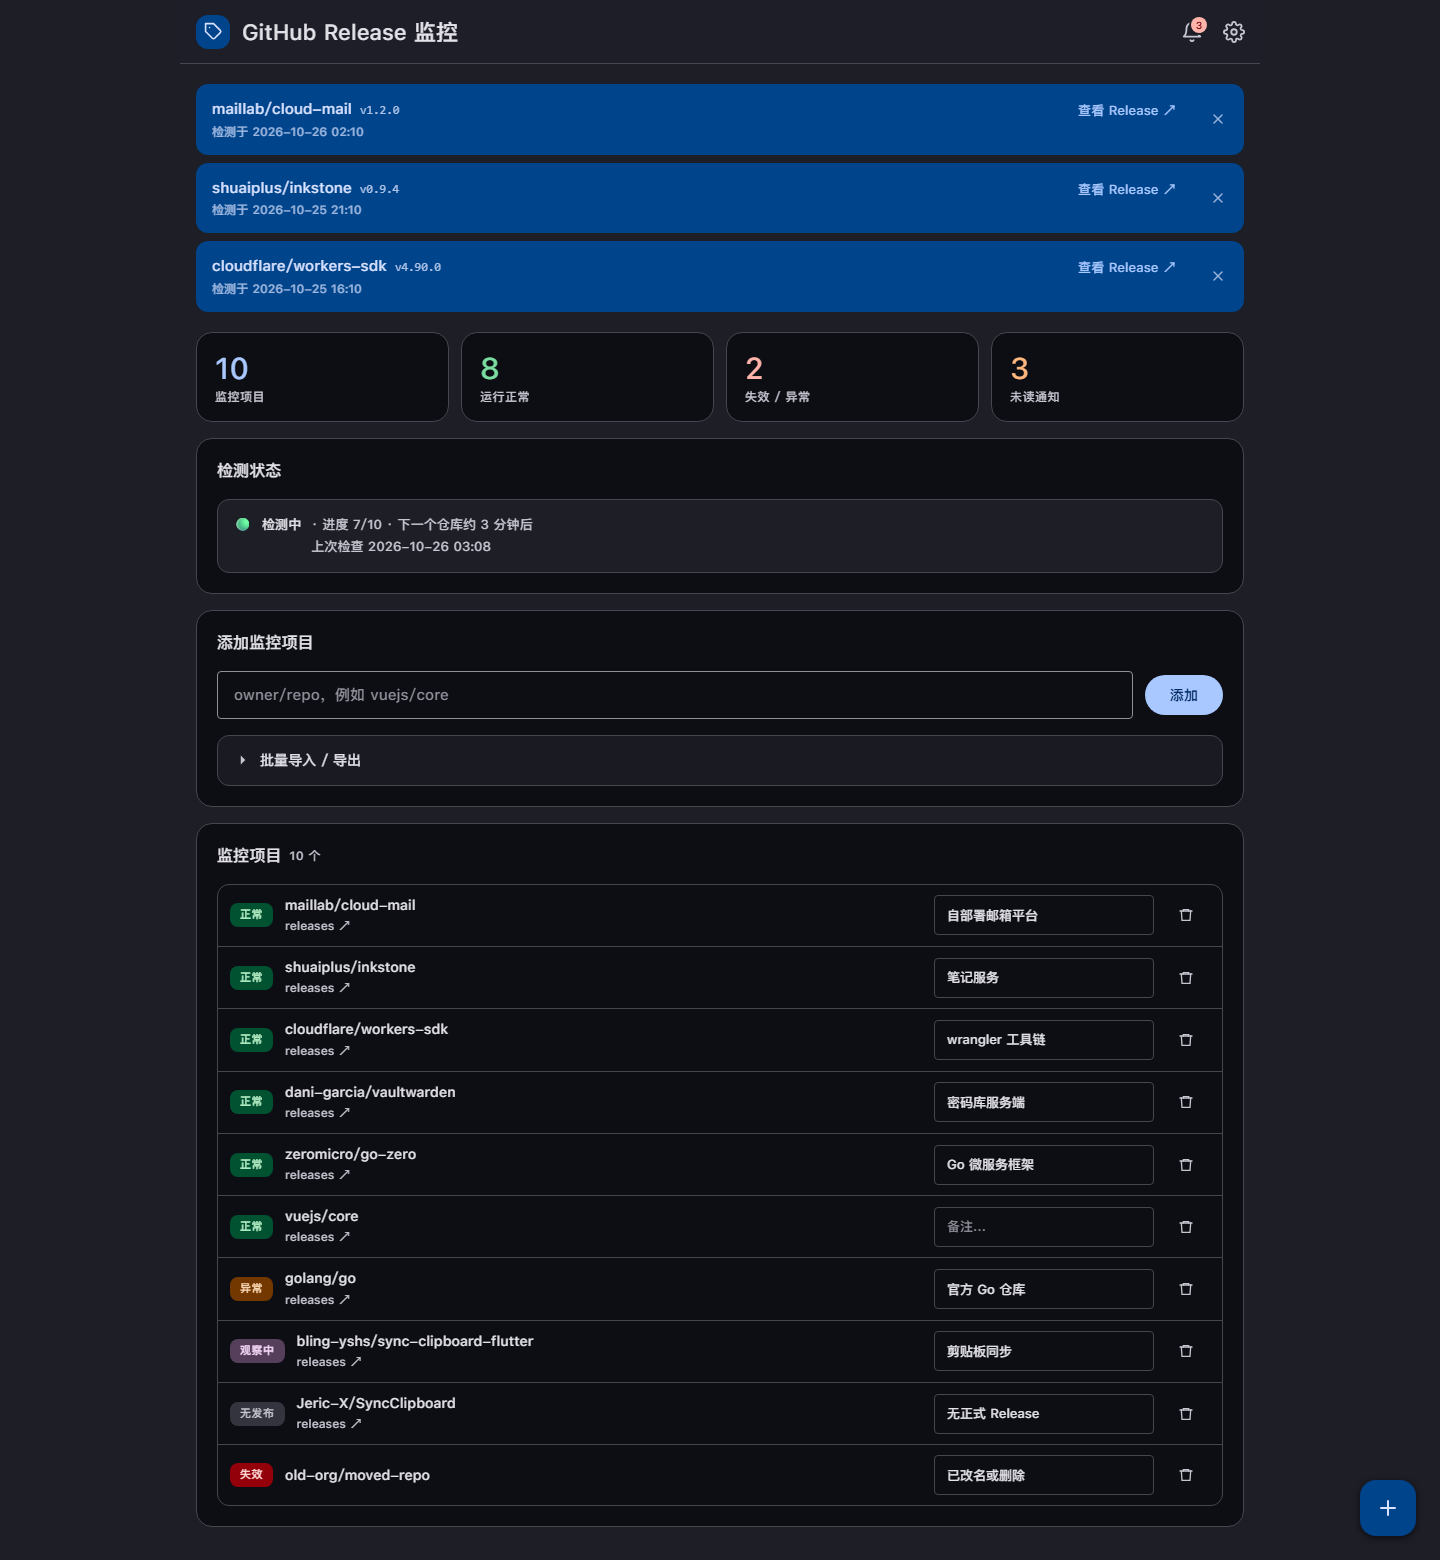 GitHub Release 监控
3
maillab/cloud-mail v1.2.0
查看 Release ↗
检测于 2026-10-26 02:10
shuaiplus/inkstone v0.9.4
查看 Release ↗
检测于 2026-10-25 21:10
cloudflare/workers-sdk v4.90.0
查看 Release ↗
检测于 2026-10-25 16:10
10
监控项目
8
运行正常
2
失效 / 异常
3
未读通知
检测状态
检测中 · 进度 7/10 · 下一个仓库约 3 分钟后
上次检查 2026-10-26 03:08
添加监控项目
owner/repo，例如 vuejs/core
添加
批量导入 / 导出
监控项目 10 个
正常
maillab/cloud-mail
releases ↗
自部署邮箱平台
正常
shuaiplus/inkstone
releases ↗
笔记服务
正常
cloudflare/workers-sdk
releases ↗
wrangler 工具链
正常
dani-garcia/vaultwarden
releases ↗
密码库服务端
正常
zeromicro/go-zero
releases ↗
Go 微服务框架
正常
vuejs/core
releases ↗
备注...
异常
golang/go
releases ↗
官方 Go 仓库
观察中
bling-yshs/sync-clipboard-flutter
releases ↗
剪贴板同步
无发布
Jeric-X/SyncClipboard
releases ↗
无正式 Release
失效
old-org/moved-repo
已改名或删除